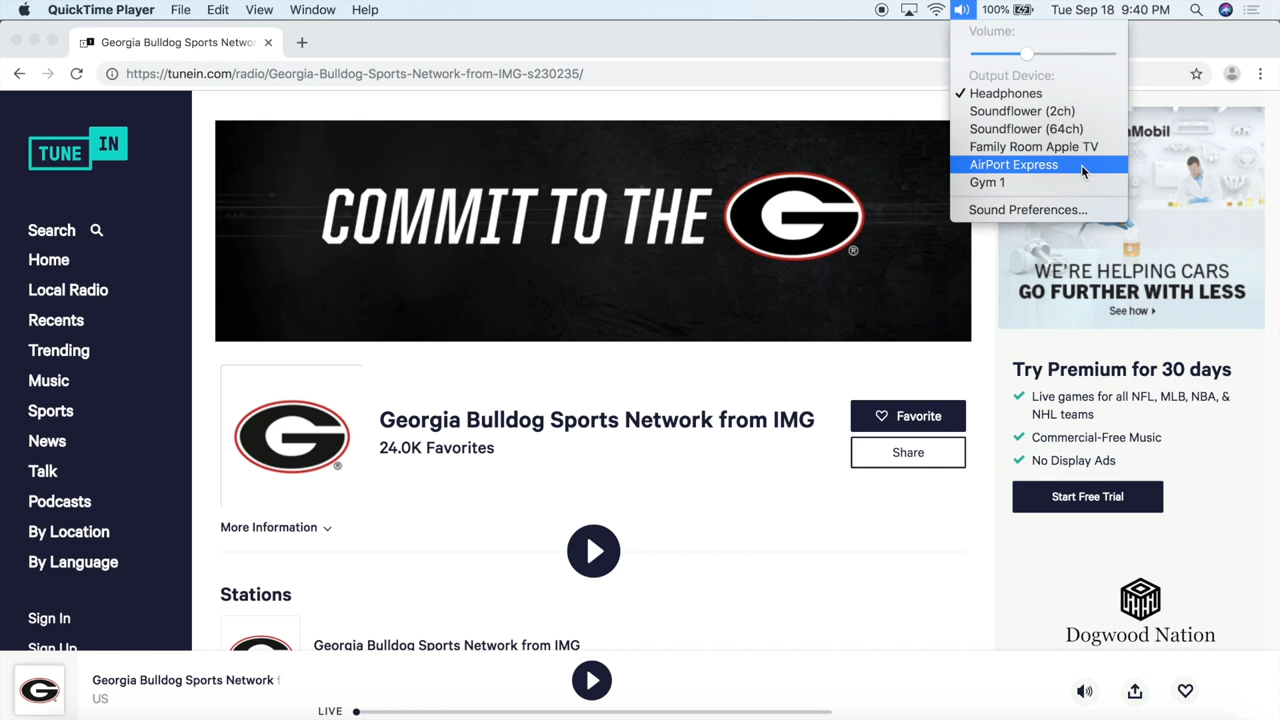 QuickTime Player File Edit View Window Help
100% Tue Sep 18 9:40 PM
Georgia Bulldog Sports Netwo
https://tunein.com/radio/Georgia-Bulldog-Sports-Network-from-IMG-s230235/
Volume:
Output Device:
✓ Headphones
Soundflower (2ch)
Soundflower (64ch)
Family Room Apple TV
AirPort Express
Gym 1
Sound Preferences...
TUNE IN
Search
Home
Local Radio
Recents
Trending
Music
Sports
News
Talk
Podcasts
By Location
By Language
Sign In
Sign Up
COMMIT TO THE G
G
Georgia Bulldog Sports Network from IMG
24.0K Favorites
Favorite
Share
More Information
Stations
Georgia Bulldog Sports Network from IMG
Mobil
WE'RE HELPING CARS
GO FURTHER WITH LESS
See how
Try Premium for 30 days
Live games for all NFL, MLB, NBA, &
NHL teams
Commercial-Free Music
No Display Ads
Start Free Trial
Dogwood Nation
G
Georgia Bulldog Sports Network
US
LIVE